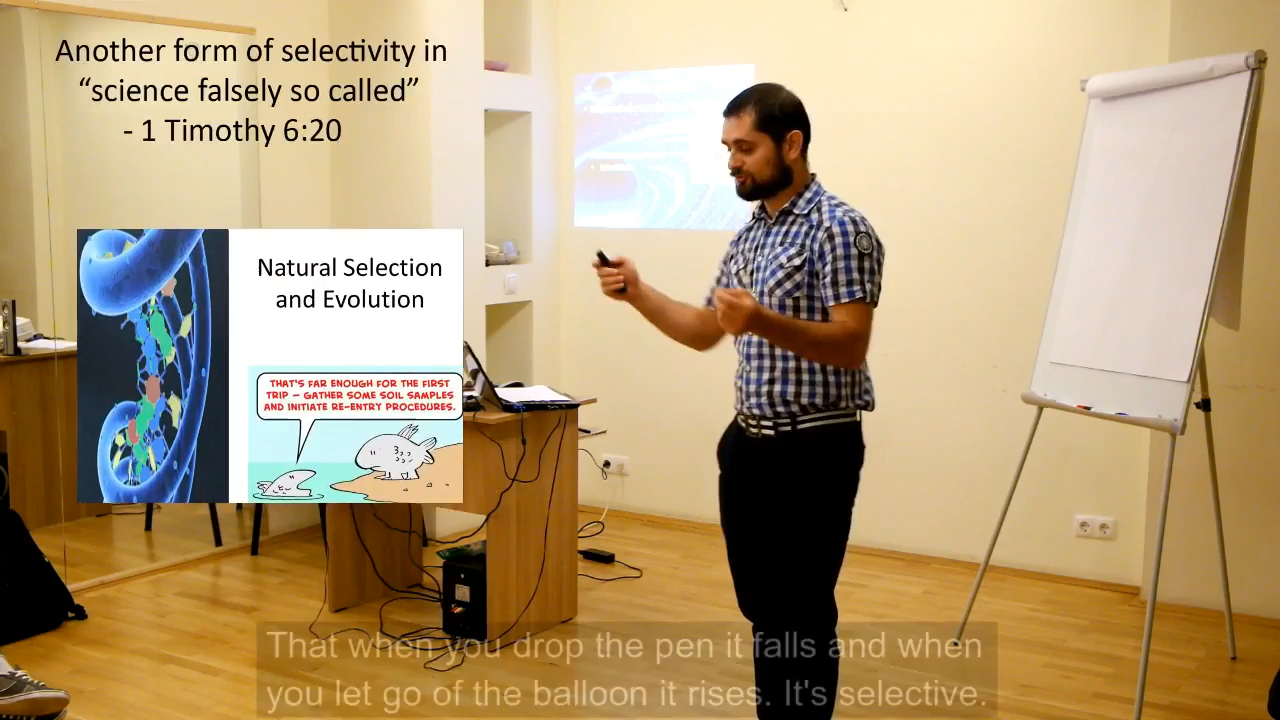 Another form of selectivity in
“science falsely so called”
- 1 Timothy 6:20
Natural Selection
and Evolution
THAT'S FAR ENOUGH FOR THE FIRST
TRIP – GATHER SOME SOIL SAMPLES
AND INITIATE RE-ENTRY PROCEDURES.
That when you drop the pen it falls and when
you let go of the balloon it rises. It's selective.